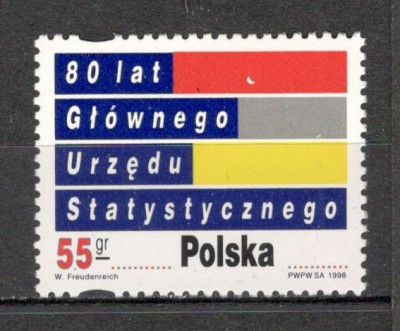 80 lat
Głównego
Urzędu
Statystycznego
55 gr
Polska
W. Freudenreich
PWPW SA 1998